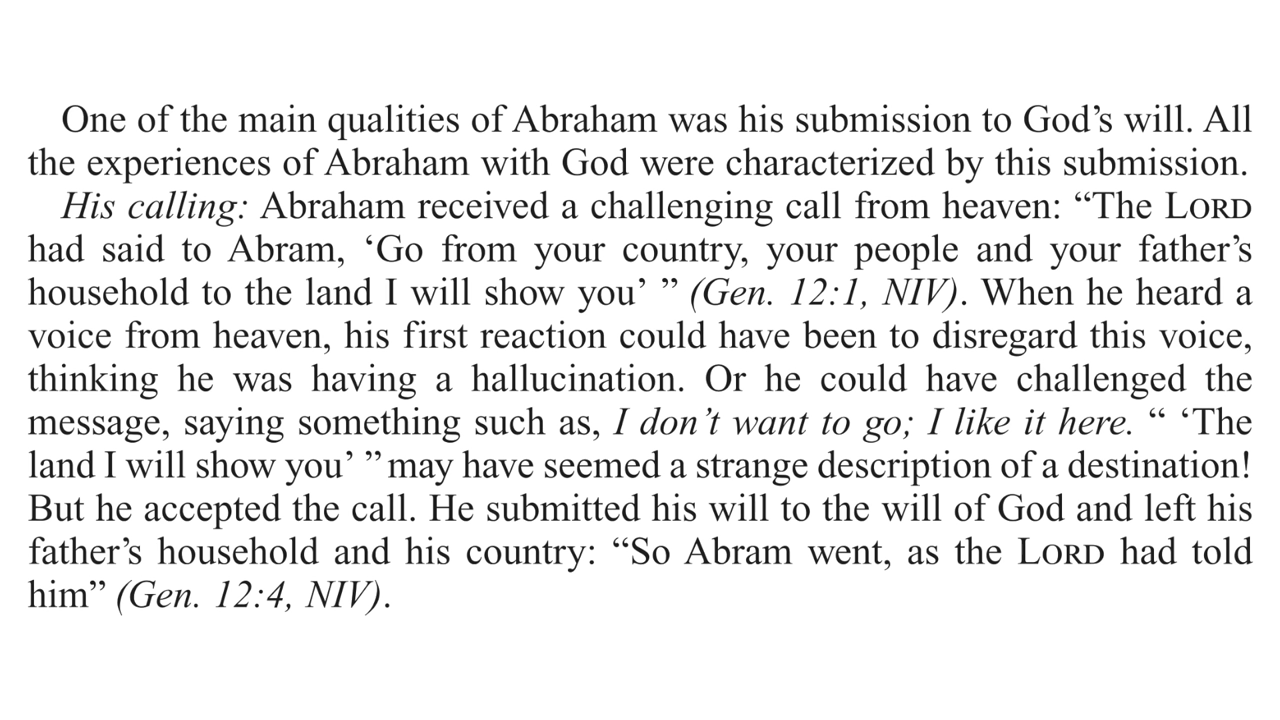 One of the main qualities of Abraham was his submission to God’s will. All
the experiences of Abraham with God were characterized by this submission.
His calling: Abraham received a challenging call from heaven: “The LORD
had said to Abram, ‘Go from your country, your people and your father’s
household to the land I will show you’ ” (Gen. 12:1, NIV). When he heard a
voice from heaven, his first reaction could have been to disregard this voice,
thinking he was having a hallucination. Or he could have challenged the
message, saying something such as, I don’t want to go; I like it here. “ ‘The
land I will show you’ ” may have seemed a strange description of a destination!
But he accepted the call. He submitted his will to the will of God and left his
father’s household and his country: “So Abram went, as the LORD had told
him” (Gen. 12:4, NIV).